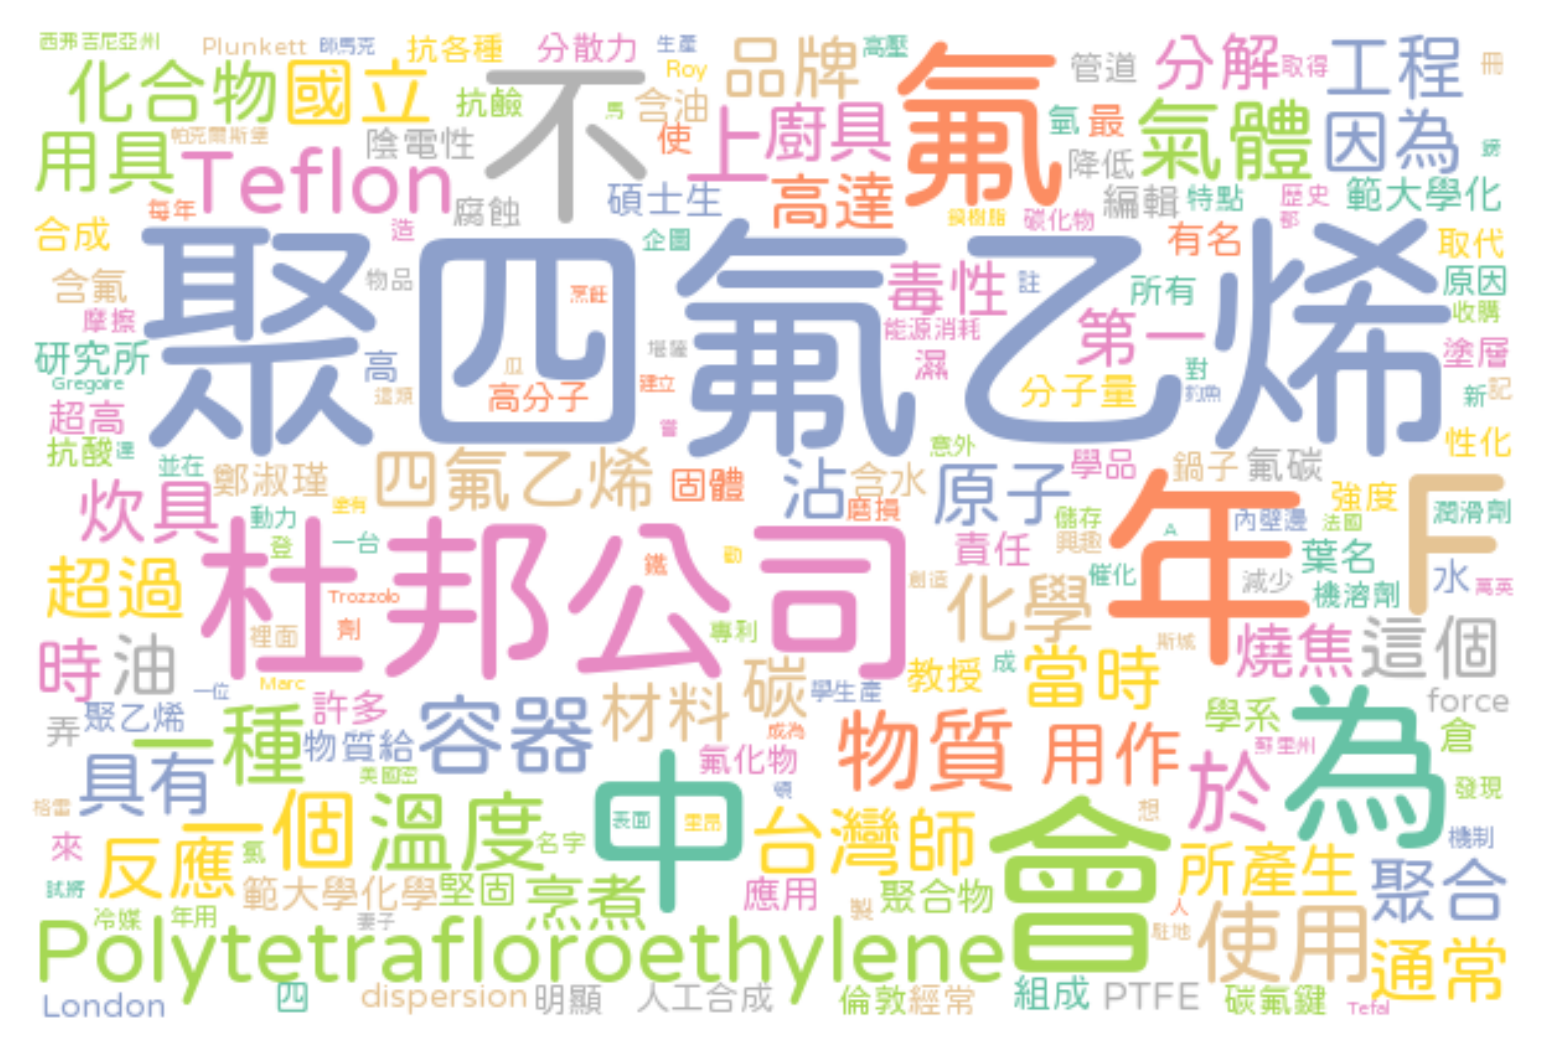 西弗吉尼亞州 Plunkett 師馬克 抗各種 分散力 生產 品牌 高壓 管道 分解 取得 工程 冊
化合物 國立 抗鹼 不 馬 Roy 含油 氟 氫 最 氣體 因為
用具 帕克爾斯堡 陰電性 使 上 廚具 降低
Teflon 每年 腐蝕 碩士生 高達 編輯 特點 歷史 範大學化
合成 造 企圖 碳化物 有名 取代
聚四氟乙烯
含氟 物品 烹飪 毒性 註 所有 原因
摩擦 能源消耗 第一 收購
研究所 高 瓜 濕 對 塗層
Gregoire 這類 高分子 建立 分子量 釣魚 新 記
超高 嘗
抗酸 達 並在 意外 性化
鄭淑瑾 四氟乙烯 固體 沾 含水 原子 學品 鍋子 氟碳
炊具 動力 塗有 磨損 年 強度 F 潤滑劑
登 一台 儲存 A 內壁邊 法國
超過 杜邦公司 鐵 責任 興趣 葉名
Trozzolo 創造 化學 催化 減少 機溶劑 水 萬英
裡面 劑 專利 斯城 燒焦 這個
時 油 一位 Marc 碳 學生產 教授 成 當時
弄 聚乙烯 一種 許多 容器 材料 成為 學系 為 force
物質給 氟化物 物質 用作 於 蘇里州 倉
具有 美國密 發現
格雷 一個 溫度 中 表面 里昂 台灣師 會 想 機制
來 反應 氯 名字 所產生 聚合
試將 範大學化學 堅固 烹煮 應用 聚合物
冷媒 年用 妻子 製 人 駐地 使用 通常
Polytetrafloroethylene
London 四 dispersion 明顯 人工合成 倫敦 經常 組成 PTFE 碳氟鍵 Tefal